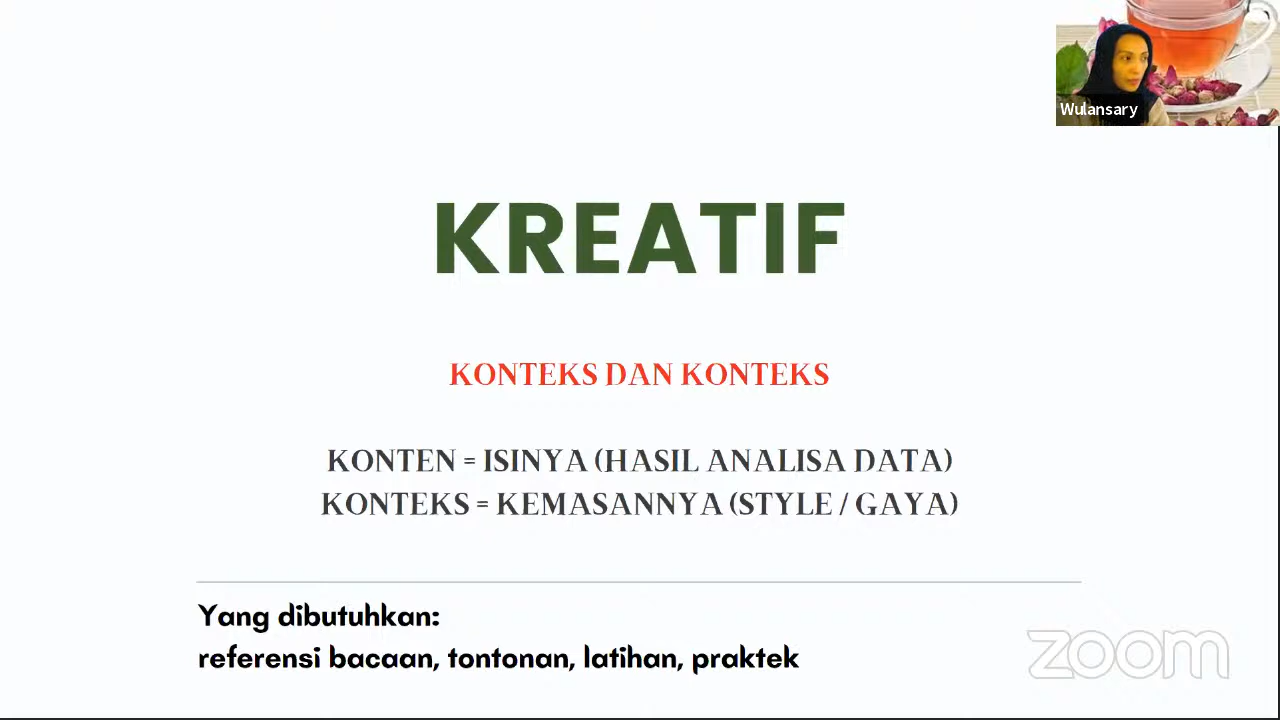 Wulansary
KREATIF
KONTEKS DAN KONTEKS
KONTEN = ISINYA (HASIL ANALISA DATA)
KONTEKS = KEMASANNYA (STYLE / GAYA)
Yang dibutuhkan:
referensi bacaan, tontonan, latihan, praktek
zoom